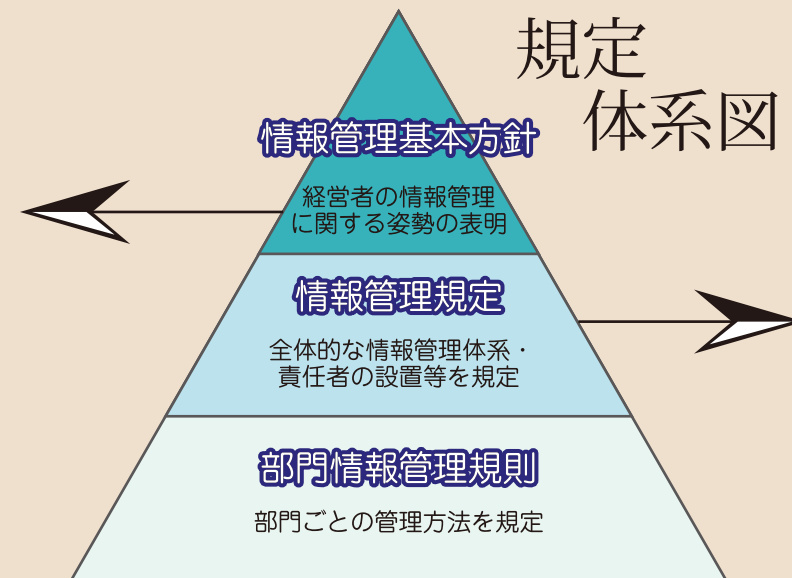 規定
体系図
情報管理基本方針
経営者の情報管理
に関する姿勢の表明
情報管理規定
全体的な情報管理体系・
責任者の設置等を規定
部門情報管理規則
部門ごとの管理方法を規定